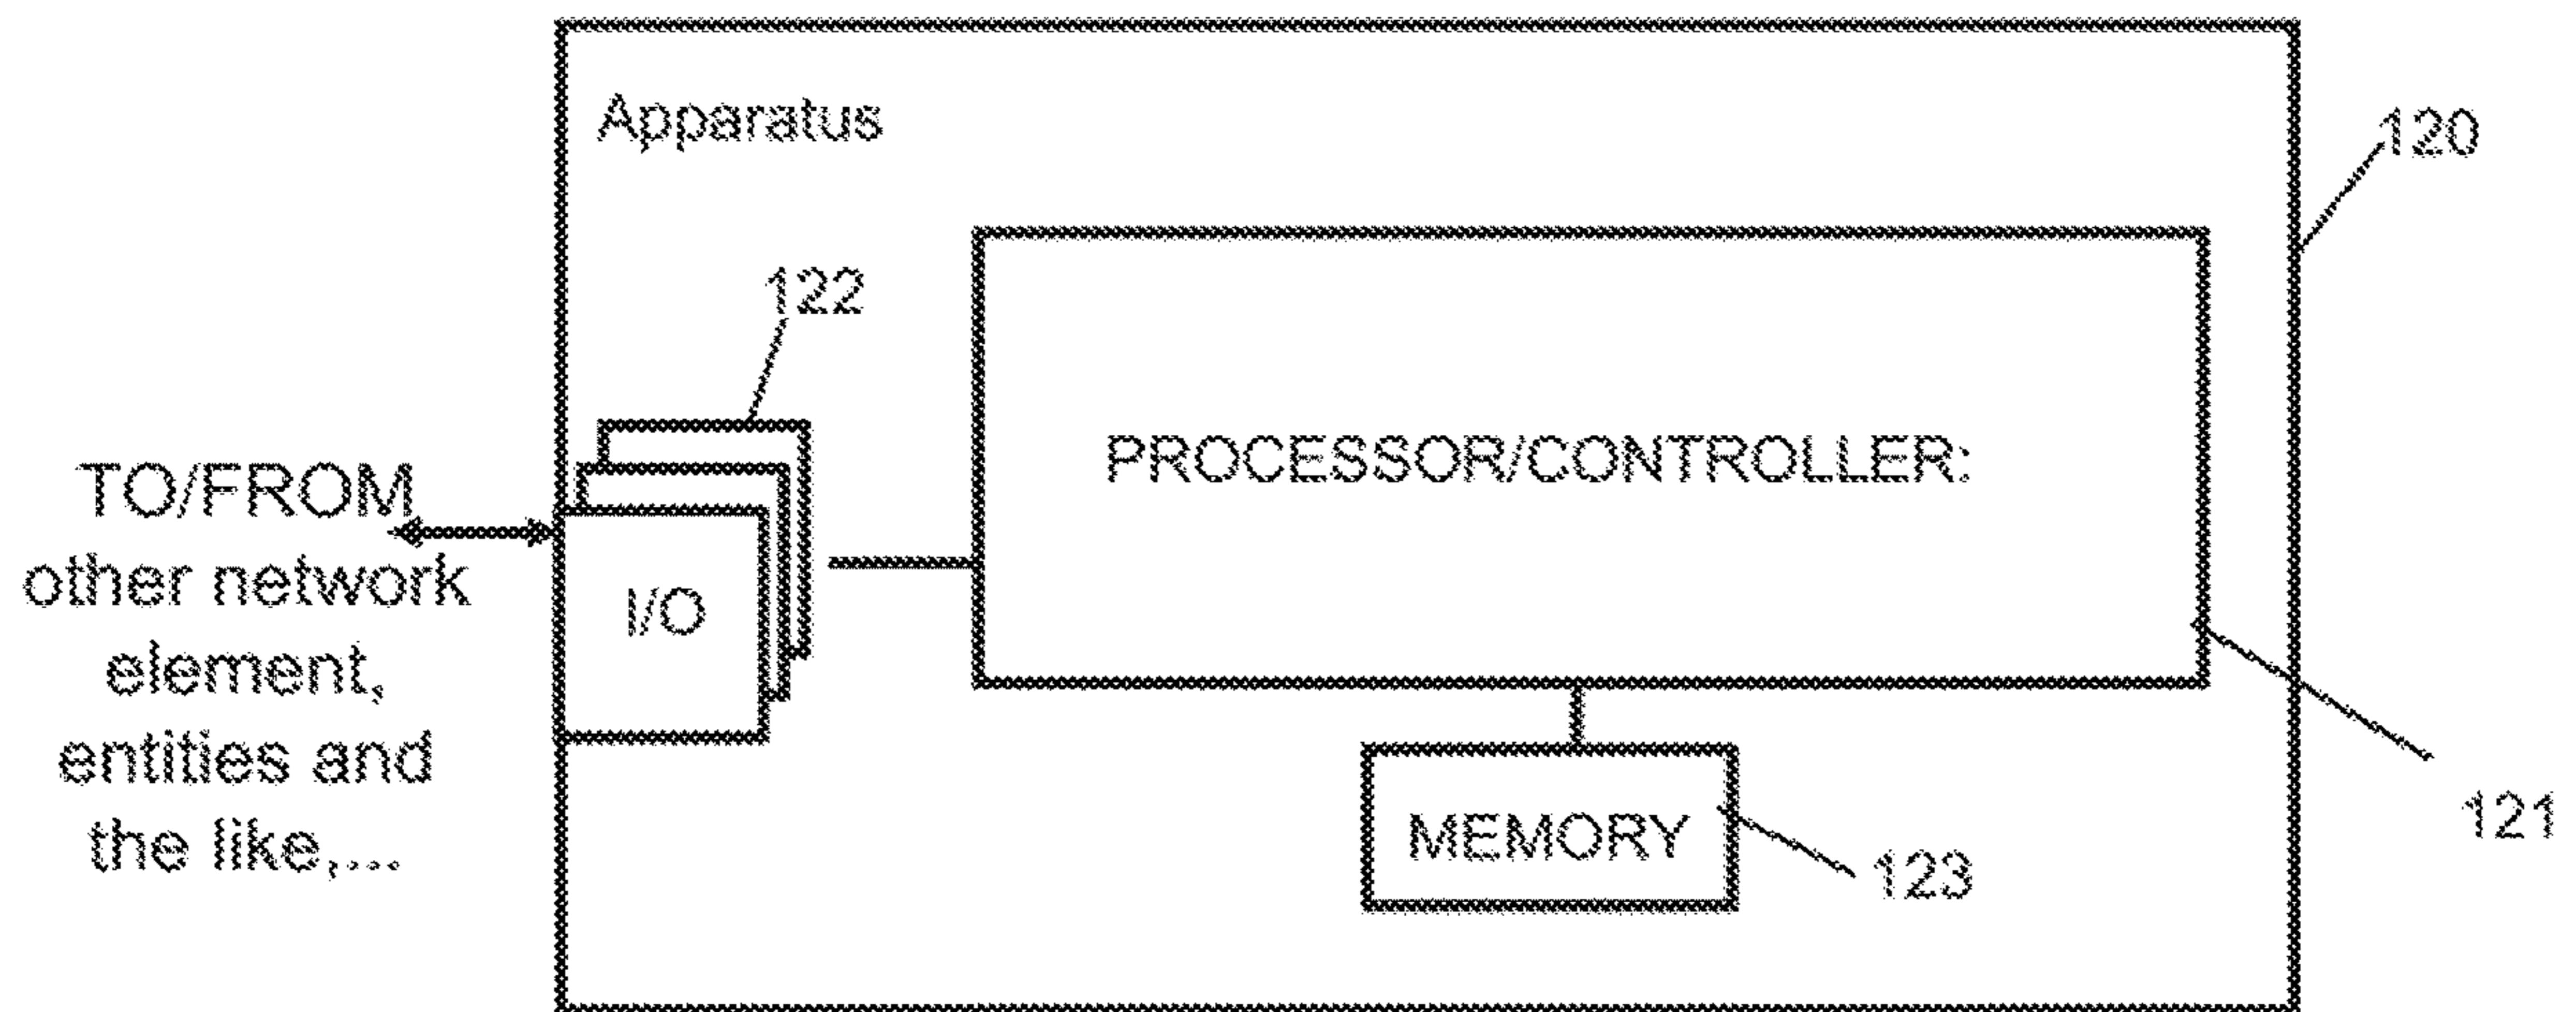 Apparatus
120
122
PROCESSOR/CONTROLLER:
TO/FROM
other network
element,
entities and
the like,...
I/O
MEMORY
121
123